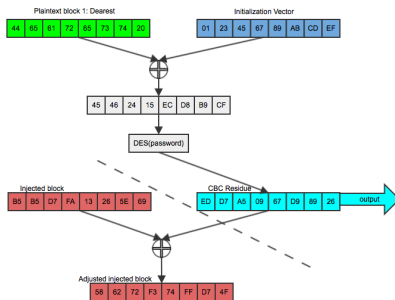 Plaintext block 1: Dearest
Initialization Vector
44 65 61 72 65 73 74 20
01 23 45 67 89 AB CD EF
45 46 24 15 EC D8 B9 CF
DES(password)
Injected block
CBC Residue
B5 B5 D7 FA 13 26 5E 69
ED D7 A5 09 67 D9 89 26
output
Adjusted injected block
58 62 72 F3 74 FF D7 4F